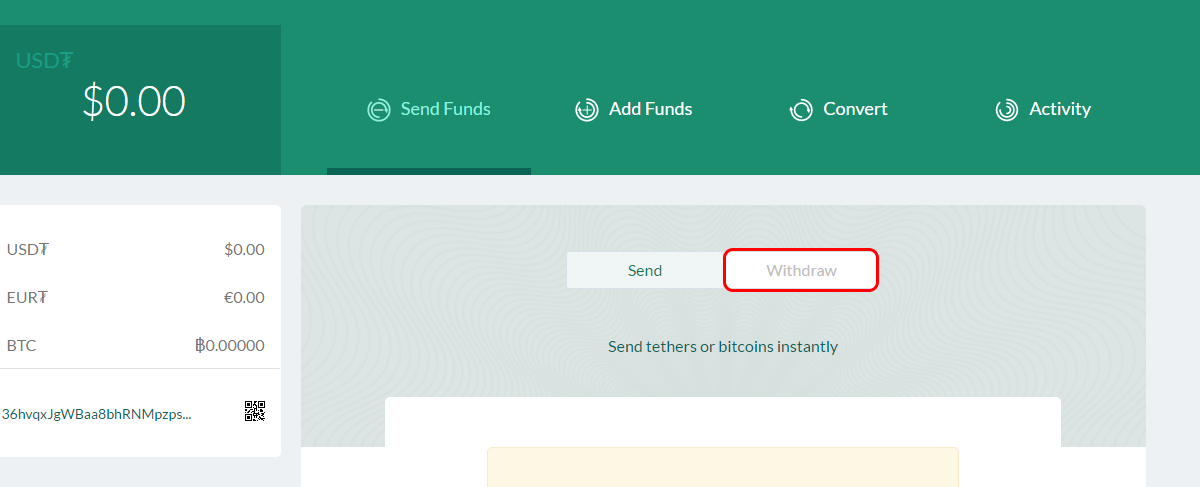 USD₮
$0.00
Send Funds
Add Funds
Convert
Activity
USD₮ $0.00
EUR₮ €0.00
BTC ฿0.00000
36hvqxJgWBaa8bhRNMpzps...
Send
Withdraw
Send tethers or bitcoins instantly